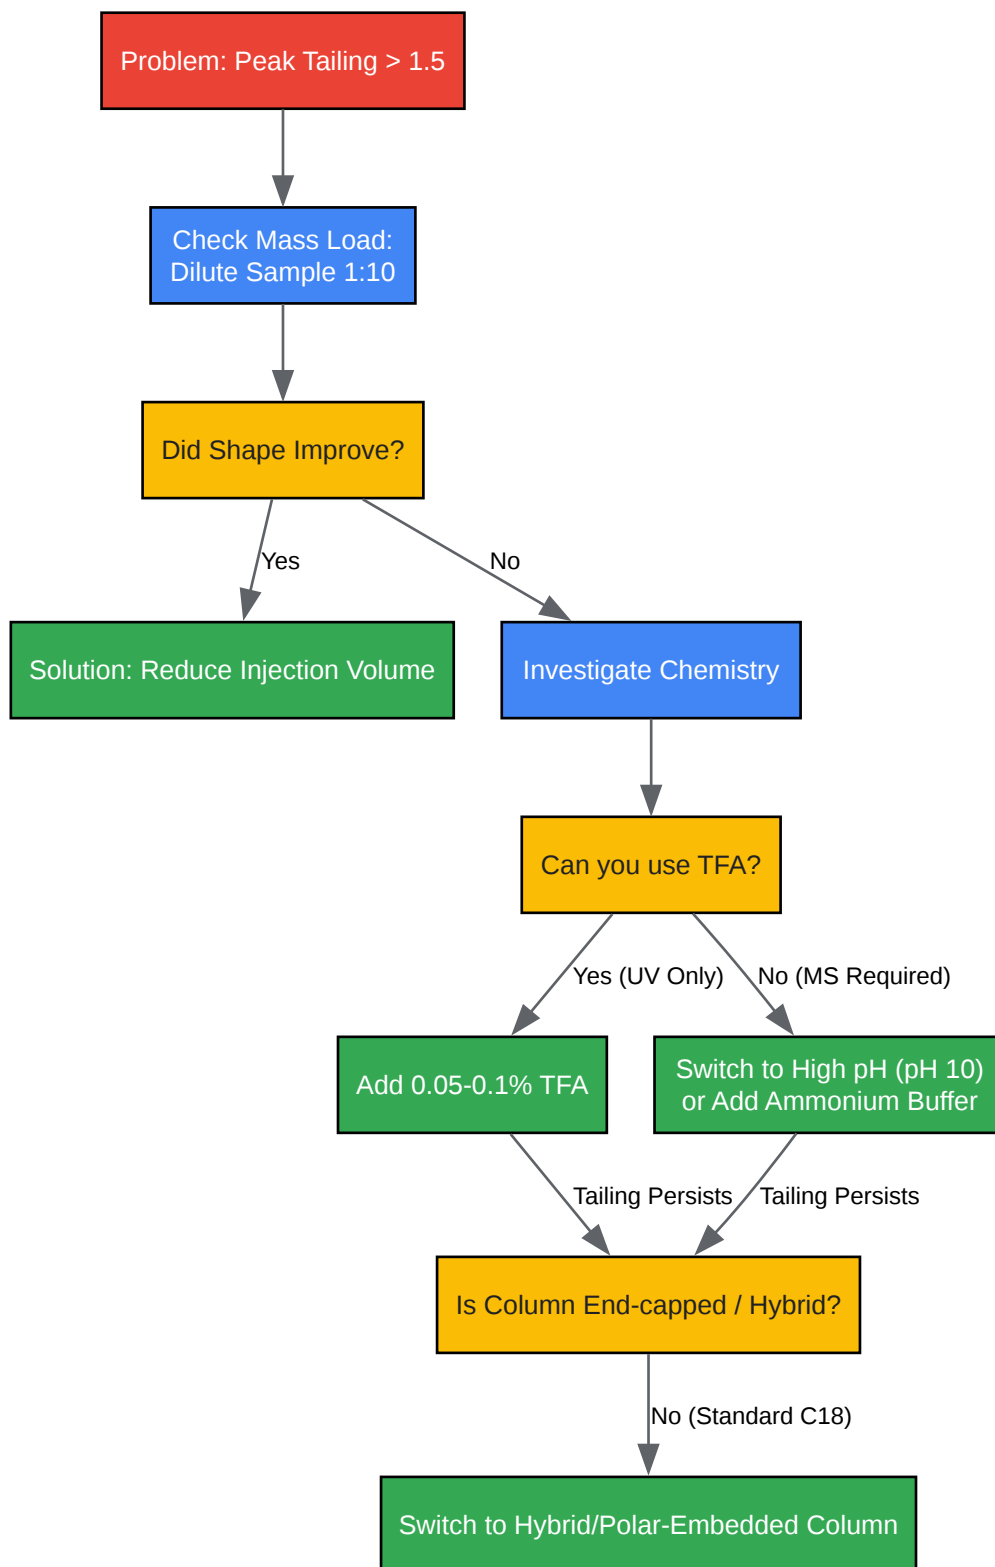 Problem: Peak Tailing > 1.5
Check Mass Load:
Dilute Sample 1:10
Did Shape Improve?
Yes
No
Solution: Reduce Injection Volume
Investigate Chemistry
Can you use TFA?
Yes (UV Only)
No (MS Required)
Add 0.05-0.1% TFA
Switch to High pH (pH 10)
or Add Ammonium Buffer
Tailing Persists
Tailing Persists
Is Column End-capped / Hybrid?
No (Standard C18)
Switch to Hybrid/Polar-Embedded Column